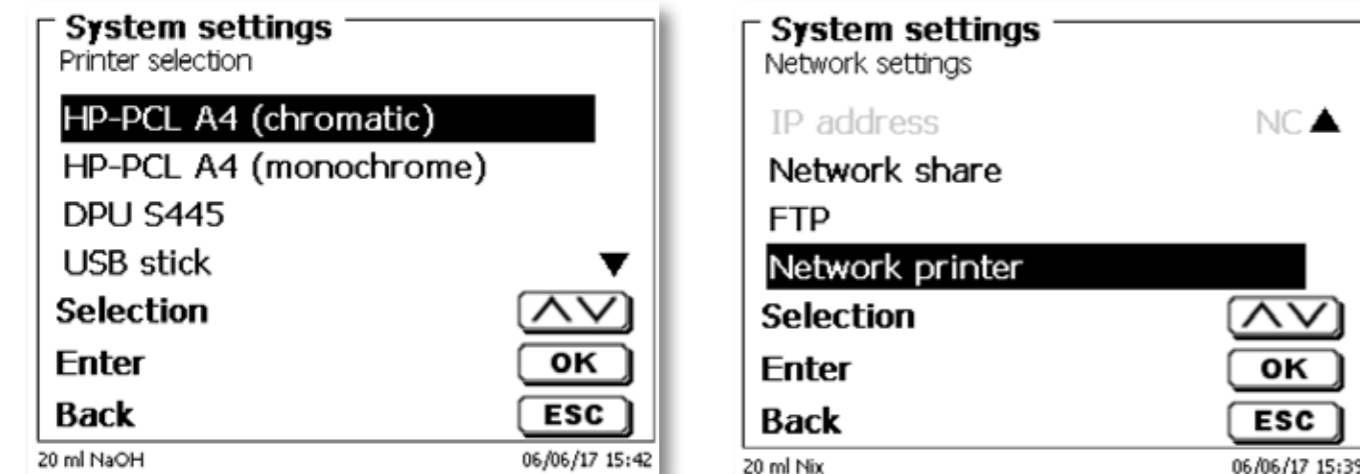 System settings
Printer selection
HP-PCL A4 (chromatic)
HP-PCL A4 (monochrome)
DPU S445
USB stick
Selection
Enter OK
Back ESC
20 ml NaOH 06/06/17 15:42
System settings
Network settings
IP address NC
Network share
FTP
Network printer
Selection
Enter OK
Back ESC
20 ml Nix 06/06/17 15:39